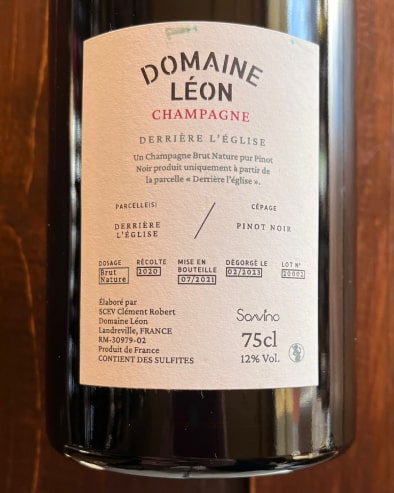 DOMAINE
LÉON
CHAMPAGNE
DERRIÈRE L'ÉGLISE
Un Champagne Brut Nature pur Pinot
Noir produit uniquement à partir de
la parcelle « Derrière l'église ».
PARCELLE(S)
DERRIÈRE
L'ÉGLISE
CÉPAGE
PINOT NOIR
DOSAGE
Brut
Nature
RÉCOLTE
2020
MISE EN
BOUTEILLE
07/2021
DÉGORGÉ LE
02/2023
LOT N°
Élaboré par
SCEV Clément Robert
Domaine Léon
Landreville, FRANCE
RM-30979-02
Produit de France
CONTIENT DES SULFITES
75cl
12% Vol.